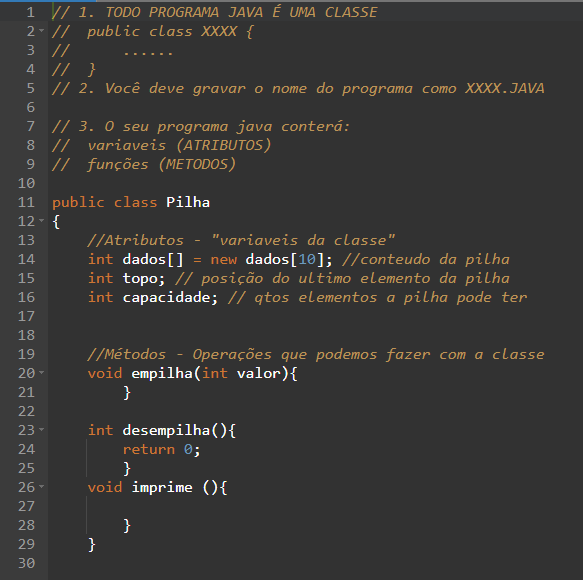 1 // 1. TODO PROGRAMA JAVA É UMA CLASSE
2 // public class XXXX {
3 //      ......
4 //  }
5 // 2. Você deve gravar o nome do programa como XXXX.JAVA
6
7 // 3. O seu programa java conterá:
8 //  variaveis (ATRIBUTOS)
9 //  funções (METODOS)
10
11 public class Pilha
12 {
13     //Atributos - "variaveis da classe"
14     int dados[] = new dados[10]; //conteudo da pilha
15     int topo; // posição do ultimo elemento da pilha
16     int capacidade; // qtos elementos a pilha pode ter
17
18
19     //Métodos - Operações que podemos fazer com a classe
20     void empilha(int valor){
21         }
22
23     int desempilha(){
24         return 0;
25         }
26     void imprime (){
27
28         }
29     }
30